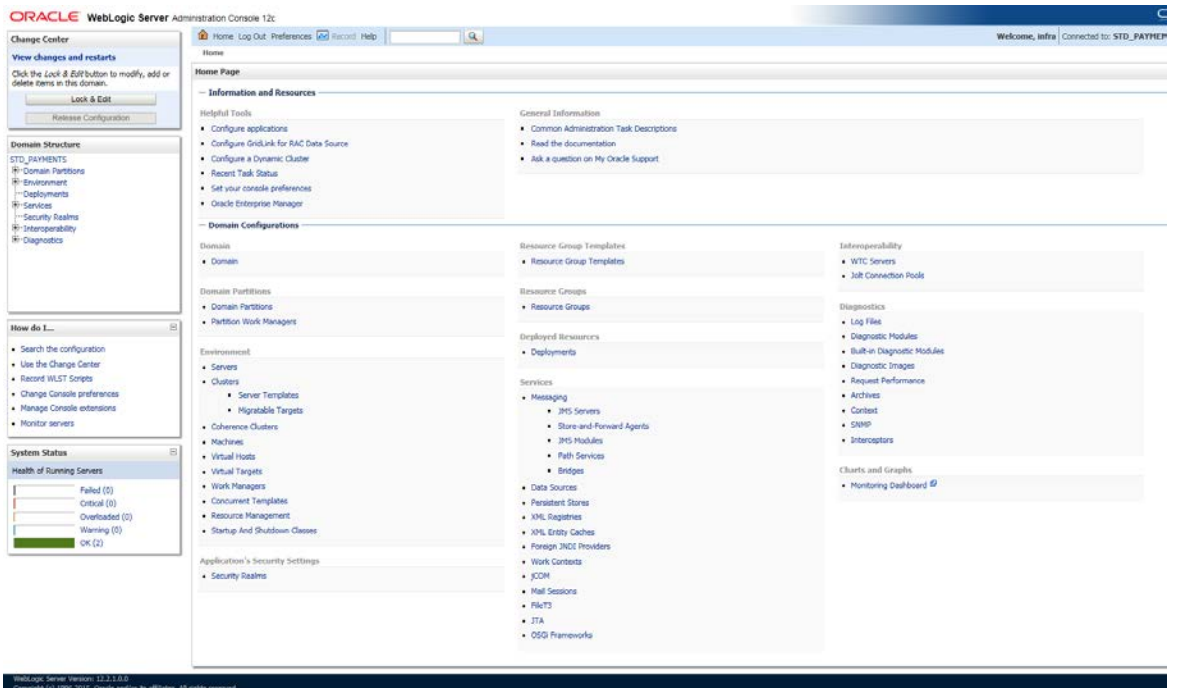 ORACLE WebLogic Server Administration Console 12c
Change Center
View changes and restarts
Click the Lock & Edit button to modify, add or
delete items in this domain.
Lock & Edit
Release Configuration
Domain Structure
STD_PAYMENTS
Domain Partitions
Environment
Deployments
Services
Security Realms
Interoperability
Diagnostics
How do I...
Search the configuration
Use the Change Center
Record WLST Scripts
Change Console preferences
Manage Console extensions
Monitor servers
System Status
Health of Running Servers
Failed (0)
Critical (0)
Overloaded (0)
Warning (0)
OK (2)
Home Log Out Preferences Record Help
Welcome, infra Connected to: STD_PAYMEN
Home
Home Page
Information and Resources
Helpful Tools
Configure applications
Configure GridLink for RAC Data Source
Configure a Dynamic Cluster
Recent Task Status
Set your console preferences
Oracle Enterprise Manager
General Information
Common Administration Task Descriptions
Read the documentation
Ask a question on My Oracle Support
Domain Configurations
Domain
Domain
Domain Partitions
Domain Partitions
Partition Work Managers
Environment
Servers
Clusters
Server Templates
Migratable Targets
Coherence Clusters
Machines
Virtual Hosts
Virtual Targets
Work Managers
Concurrent Templates
Resource Management
Startup And Shutdown Classes
Application's Security Settings
Security Realms
Resource Group Templates
Resource Group Templates
Resource Groups
Resource Groups
Deployed Resources
Deployments
Services
Messaging
JMS Servers
Store-and-Forward Agents
JMS Modules
Path Services
Bridges
Data Sources
Persistent Stores
XML Registries
XML Entity Caches
Foreign JNDI Providers
Work Contexts
jCOM
Mail Sessions
FileT3
JTA
OSGi Frameworks
Interoperability
WTC Servers
Jolt Connection Pools
Diagnostics
Log Files
Diagnostic Modules
Built-in Diagnostic Modules
Diagnostic Images
Request Performance
Archives
Context
SNMP
Interceptors
Charts and Graphs
Monitoring Dashboard
WebLogic Server Version: 12.2.1.0.0